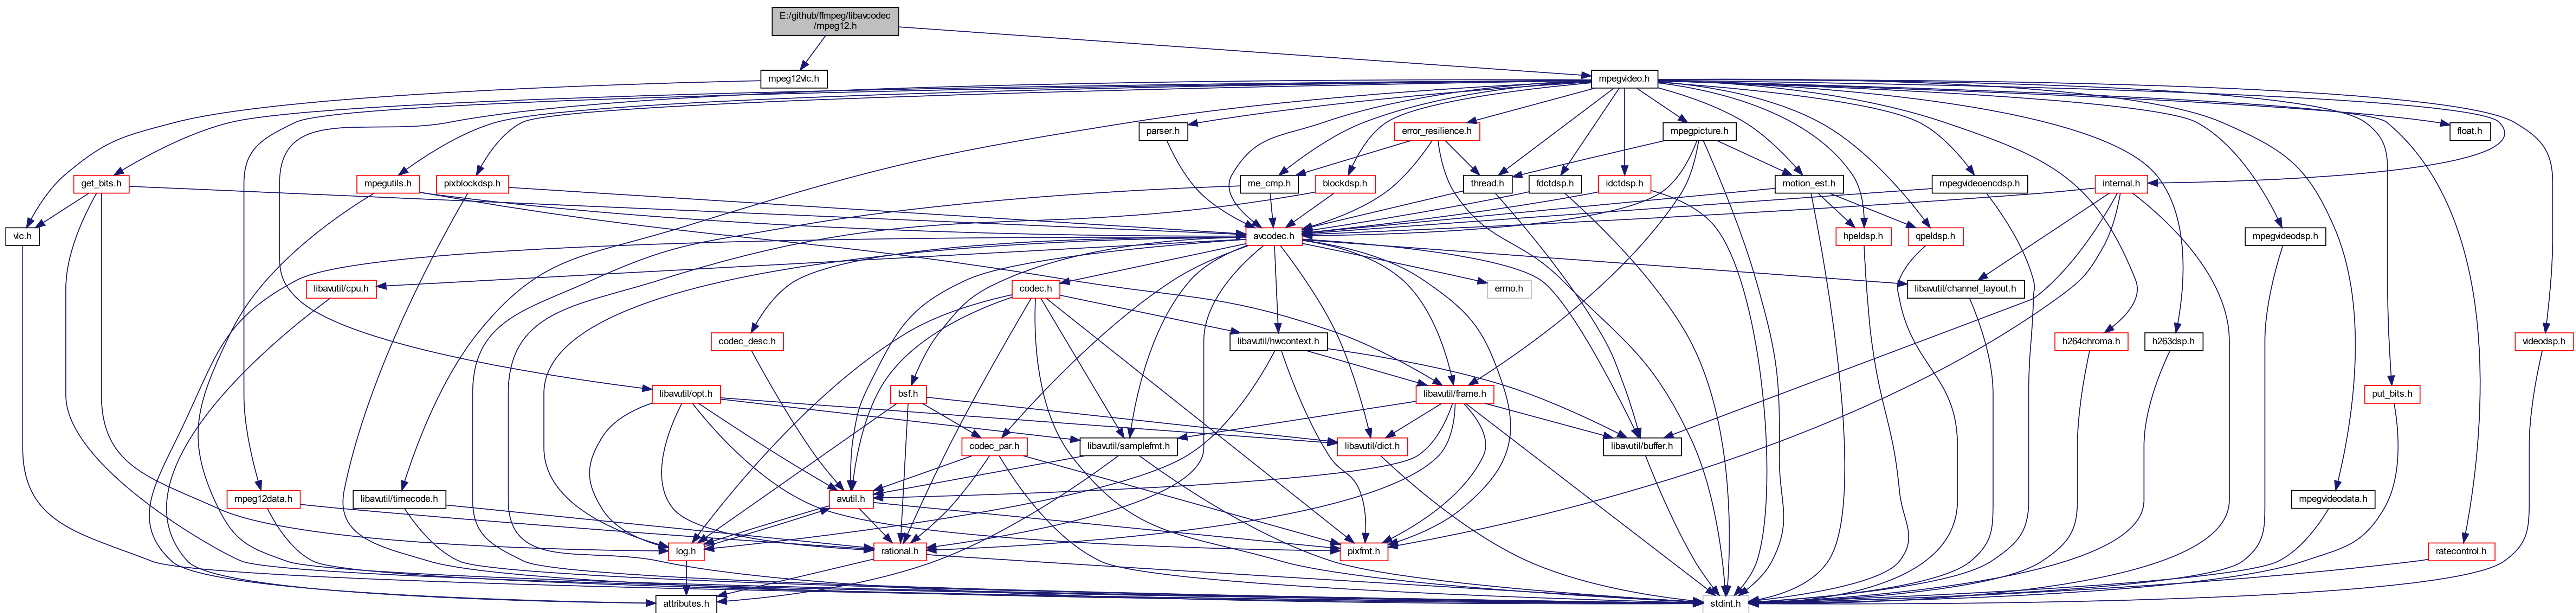 E:/github/ffmpeg/libavcodec
/mpeg12.h
mpeg12vlc.h
mpegvideo.h
parser.h
error_resilience.h
mpegpicture.h
float.h
get_bits.h
mpegutils.h
pixblockdsp.h
me_cmp.h
blockdsp.h
thread.h
fdctdsp.h
idctdsp.h
motion_est.h
mpegvideoencdsp.h
internal.h
vlc.h
avcodec.h
hpeldsp.h
qpeldsp.h
mpegvideodsp.h
libavutil/cpu.h
codec.h
errno.h
libavutil/channel_layout.h
codec_desc.h
libavutil/hwcontext.h
h264chroma.h
h263dsp.h
videodsp.h
libavutil/opt.h
bsf.h
libavutil/frame.h
put_bits.h
codec_par.h
libavutil/samplefmt.h
libavutil/dict.h
libavutil/buffer.h
mpeg12data.h
libavutil/timecode.h
avutil.h
mpegvideodata.h
log.h
rational.h
pixfmt.h
ratecontrol.h
attributes.h
stdint.h